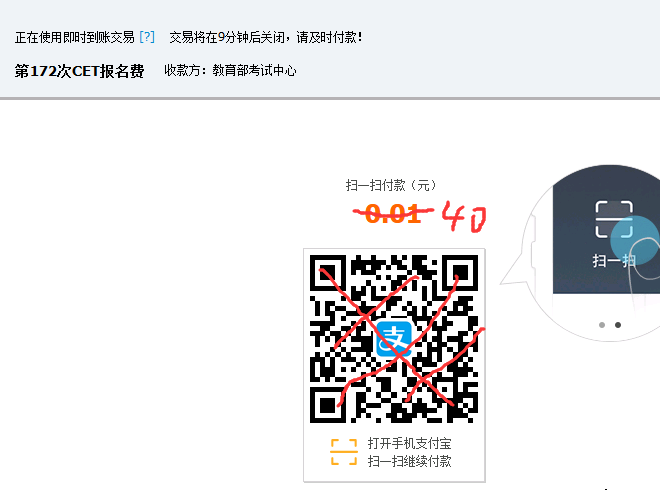 正在使用即时到账交易 [?] 交易将在9分钟后关闭，请及时付款！
第172次CET报名费 收款方：教育部考试中心
扫一扫付款（元）
0.01 40
扫一扫
支
打开手机支付宝
扫一扫继续付款